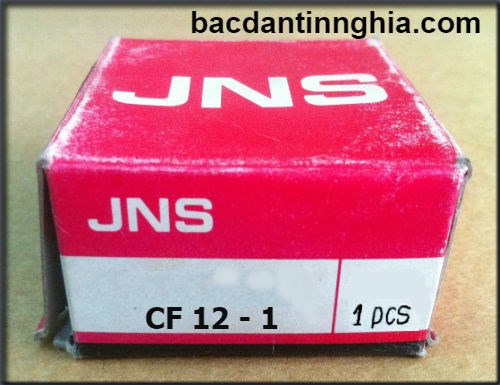 bacdantinnghia.com
JNS
JNS
CF 12 - 1
1 pcs